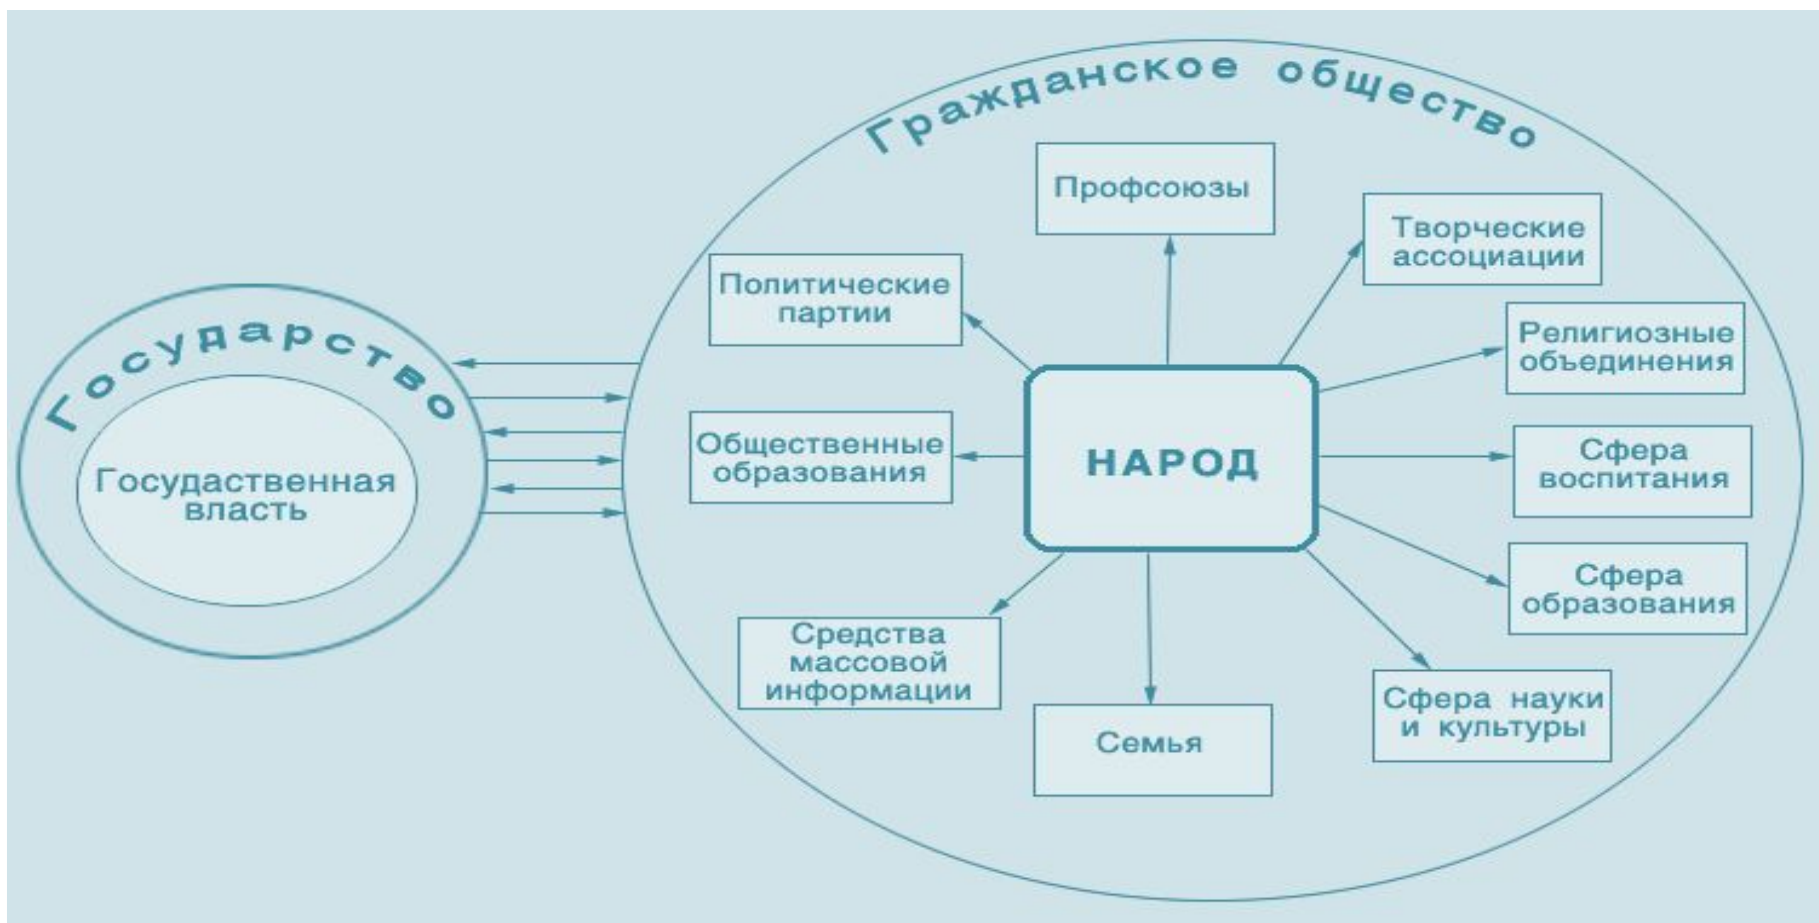 Гражданское общество
Профсоюзы
Творческие
ассоциации
Политические
партии
Религиозные
объединения
Государство
Государственная
власть
Общественные
образования
НАРОД
Сфера
воспитания
Сфера
образования
Средства
массовой
информации
Семья
Сфера науки
и культуры